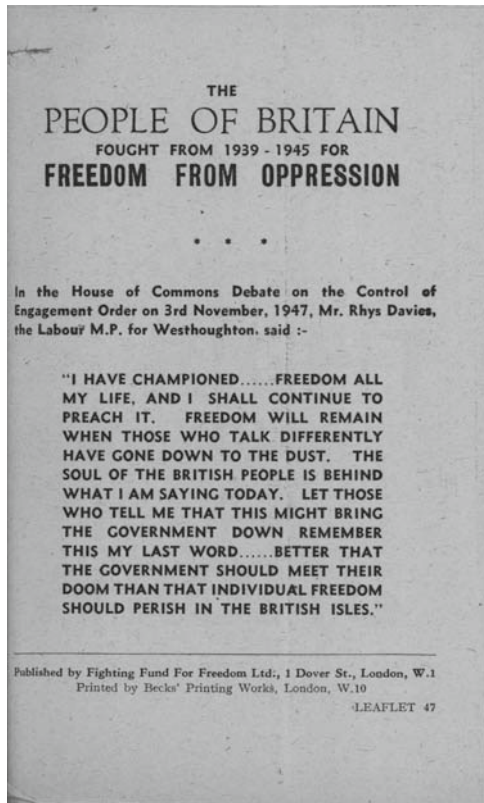 THE
PEOPLE OF BRITAIN
FOUGHT FROM 1939 - 1945 FOR
FREEDOM FROM OPPRESSION
• • •
In the House of Commons Debate on the Control of
Engagement Order on 3rd November, 1947, Mr. Rhys Davies,
the Labour M.P. for Westhoughton. said :-
"I HAVE CHAMPIONED......FREEDOM ALL
MY LIFE, AND I SHALL CONTINUE TO
PREACH IT. FREEDOM WILL REMAIN
WHEN THOSE WHO TALK DIFFERENTLY
HAVE GONE DOWN TO THE DUST. THE
SOUL OF THE BRITISH PEOPLE IS BEHIND
WHAT I AM SAYING TODAY. LET THOSE
WHO TELL ME THAT THIS MIGHT BRING
THE GOVERNMENT DOWN REMEMBER
THIS MY LAST WORD......BETTER THAT
THE GOVERNMENT SHOULD MEET THEIR
DOOM THAN THAT INDIVIDUAL FREEDOM
SHOULD PERISH IN THE BRITISH ISLES."
Published by Fighting Fund For Freedom Ltd., 1 Dover St., London, W.1
Printed by Becks' Printing Works, London, W.10
LEAFLET 47